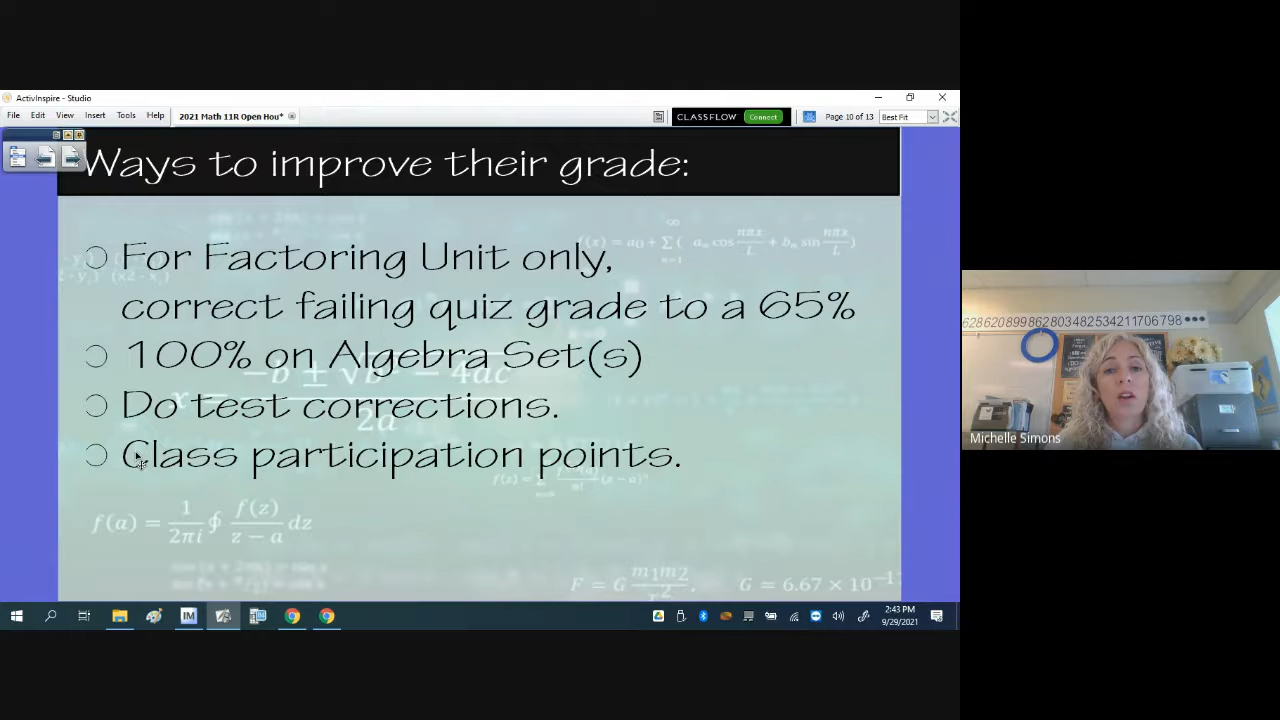 ActivInspire - Studio
File Edit View Insert Tools Help 2021 Math 11R Open Hou* CLASSFLOW Connect Page 10 of 13 Best Fit
Ways to improve their grade:
For Factoring Unit only,
correct failing quiz grade to a 65%
100% on Algebra Set(s)
Do test corrections.
Class participation points.
f(a) = 1/2πi ∮ f(z)/z − a dz
F = G m1m2/r2.
G = 6.67 × 10
628620899862803482534211706798
Michelle Simons
IM
2:43 PM
9/29/2021